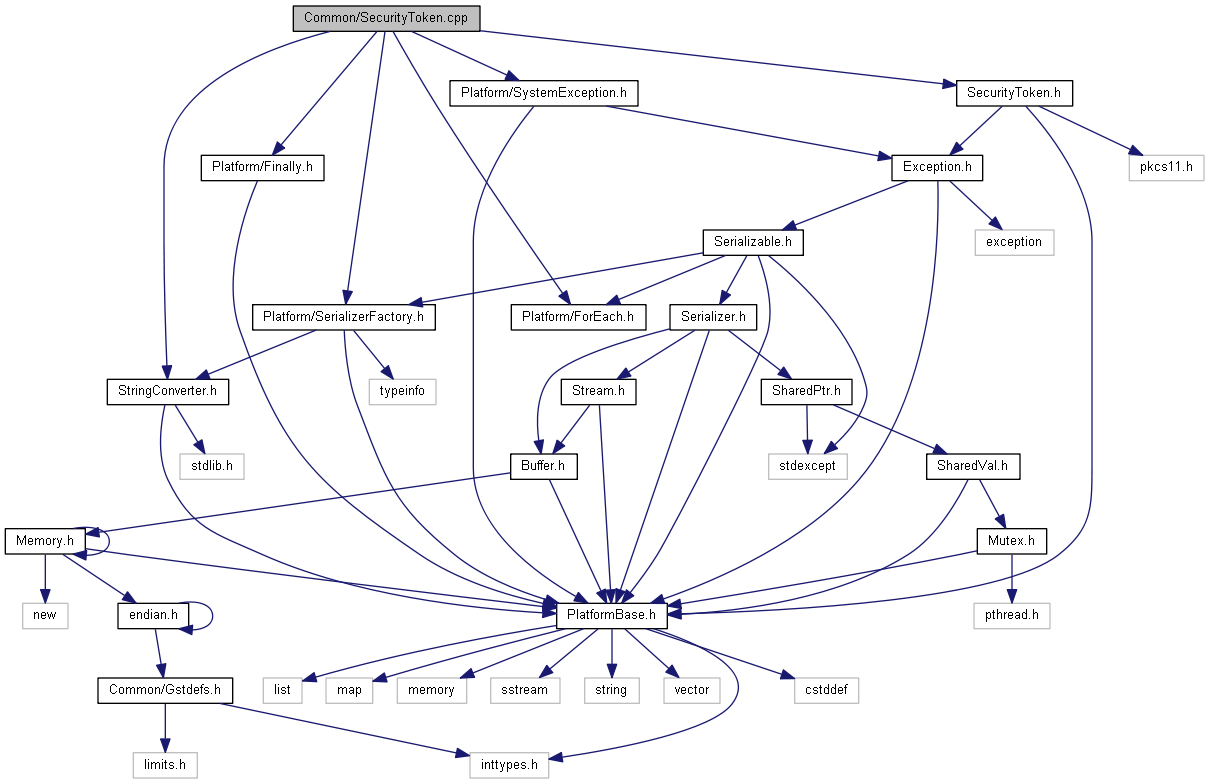 Common/SecurityToken.cpp
Platform/SystemException.h
SecurityToken.h
Platform/Finally.h
Exception.h
pkcs11.h
Serializable.h
exception
Platform/SerializerFactory.h
Platform/ForEach.h
Serializer.h
StringConverter.h
typeinfo
Stream.h
SharedPtr.h
stdlib.h
Buffer.h
stdexcept
SharedVal.h
Memory.h
Mutex.h
new
endian.h
PlatformBase.h
pthread.h
Common/Gstdefs.h
list
map
memory
sstream
string
vector
cstddef
limits.h
inttypes.h